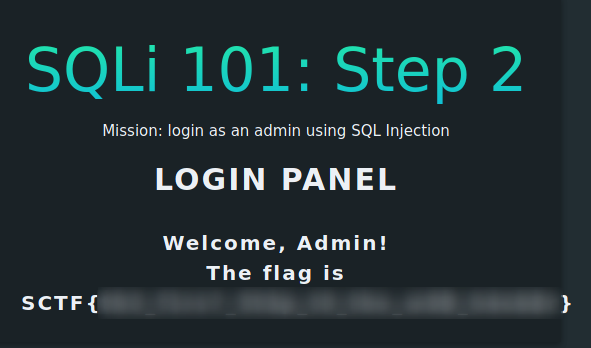 SQLi 101: Step 2
Mission: login as an admin using SQL Injection
LOGIN PANEL
Welcome, Admin!
The flag is
SCTF{ }